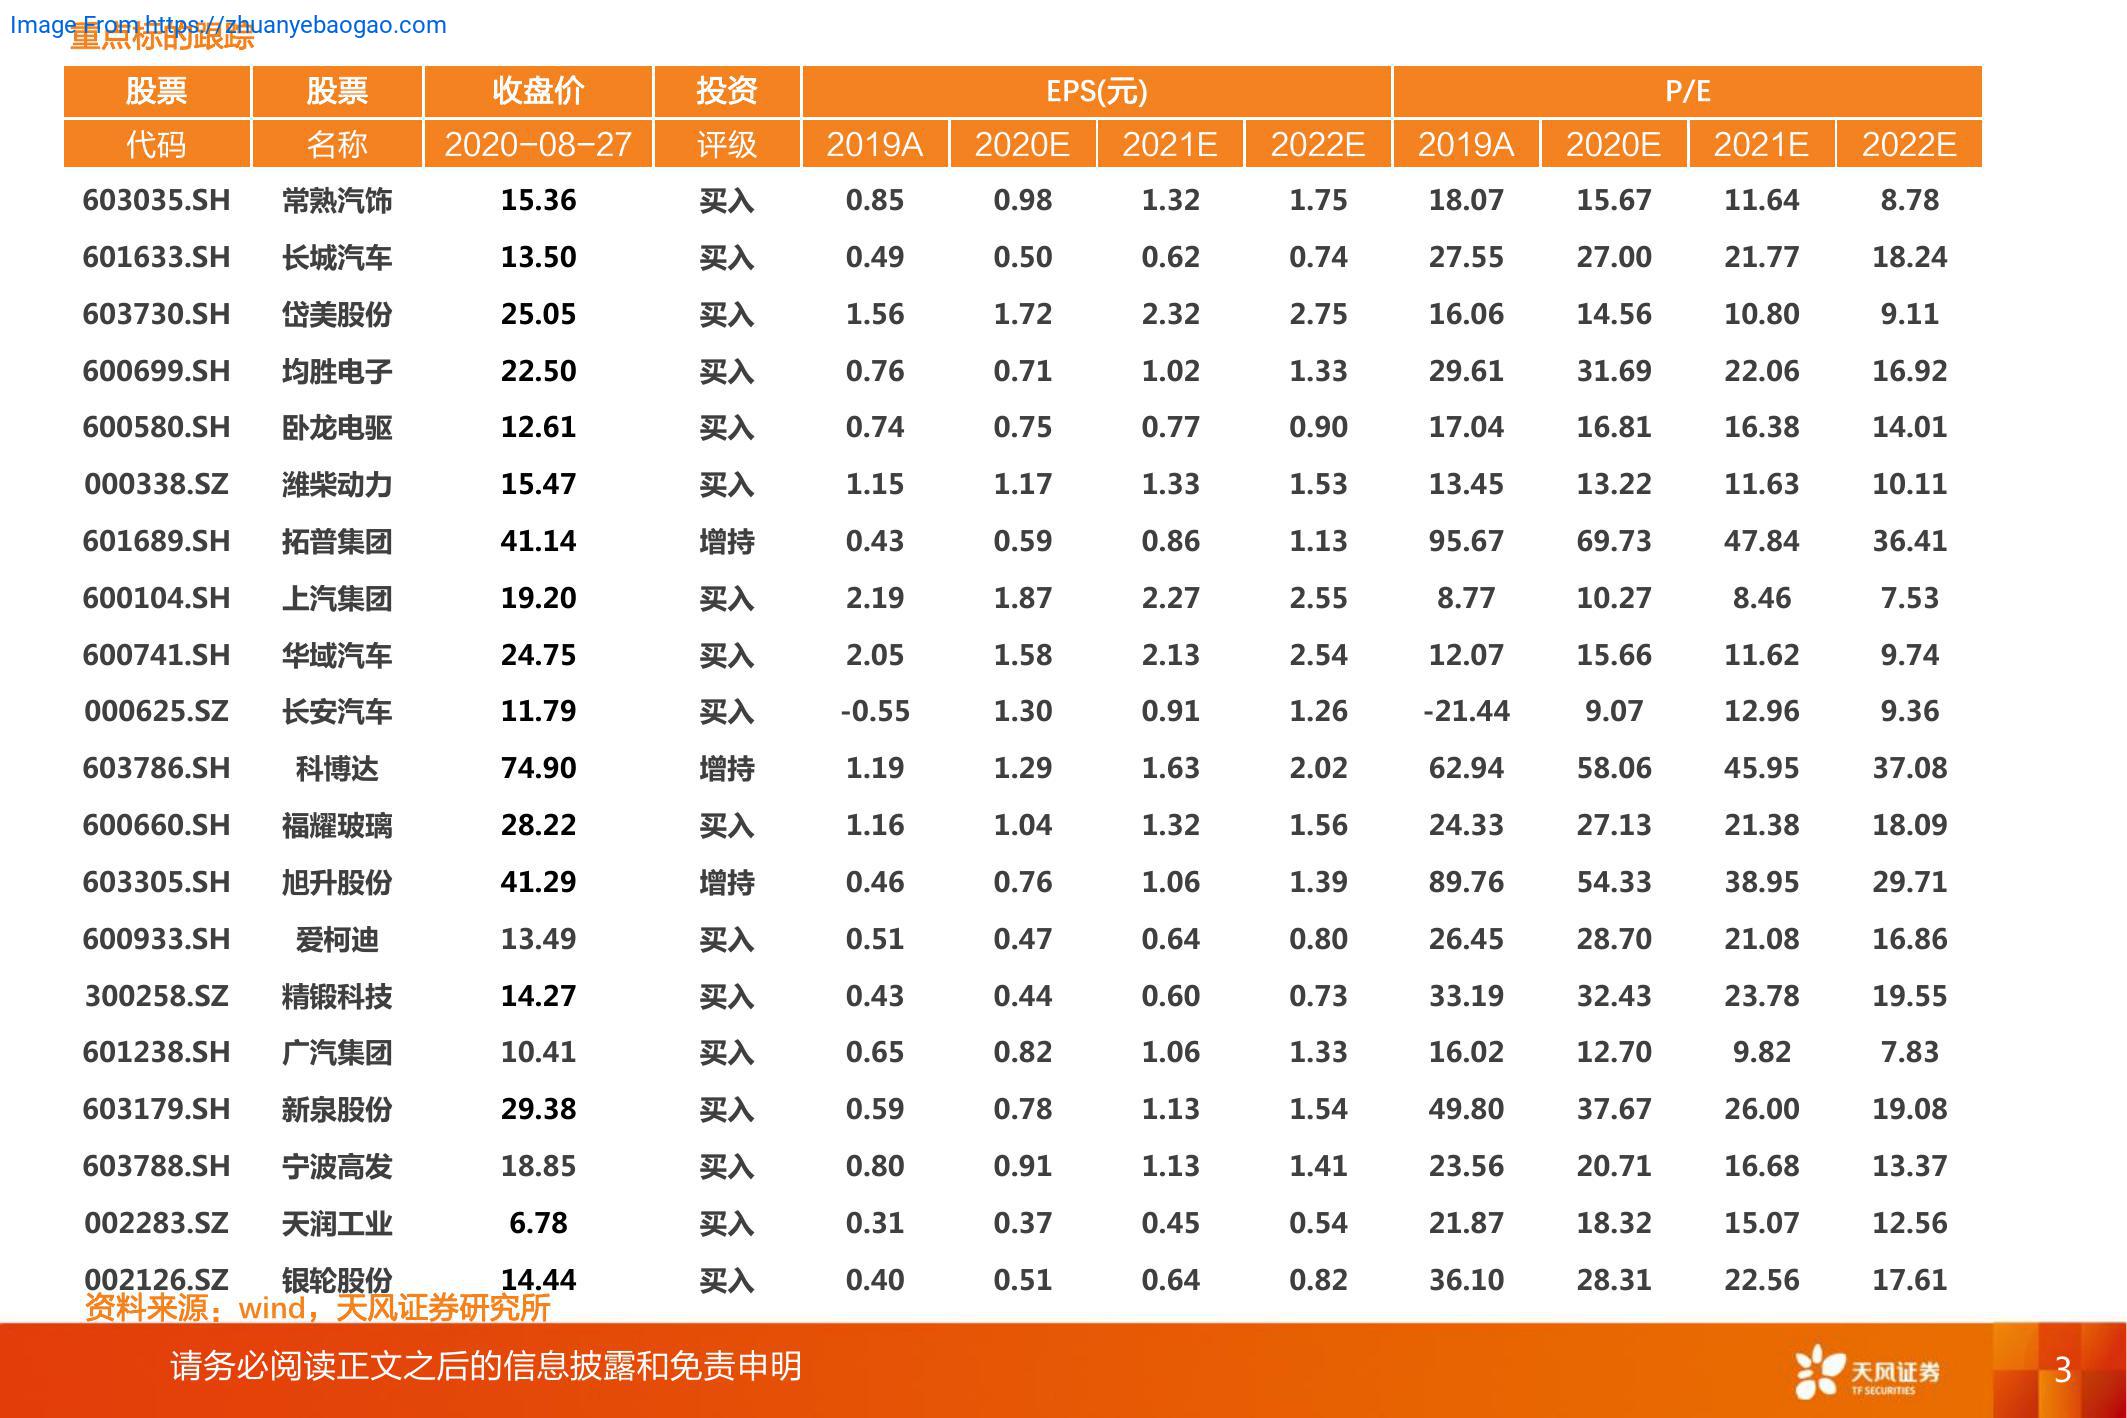 Image From https://zhuanyebaogao.com
重点标的跟踪
股票 股票 收盘价 投资 EPS(元) P/E
代码 名称 2020-08-27 评级 2019A 2020E 2021E 2022E 2019A 2020E 2021E 2022E
603035.SH 常熟汽饰 15.36 买入 0.85 0.98 1.32 1.75 18.07 15.67 11.64 8.78
601633.SH 长城汽车 13.50 买入 0.49 0.50 0.62 0.74 27.55 27.00 21.77 18.24
603730.SH 岱美股份 25.05 买入 1.56 1.72 2.32 2.75 16.06 14.56 10.80 9.11
600699.SH 均胜电子 22.50 买入 0.76 0.71 1.02 1.33 29.61 31.69 22.06 16.92
600580.SH 卧龙电驱 12.61 买入 0.74 0.75 0.77 0.90 17.04 16.81 16.38 14.01
000338.SZ 潍柴动力 15.47 买入 1.15 1.17 1.33 1.53 13.45 13.22 11.63 10.11
601689.SH 拓普集团 41.14 增持 0.43 0.59 0.86 1.13 95.67 69.73 47.84 36.41
600104.SH 上汽集团 19.20 买入 2.19 1.87 2.27 2.55 8.77 10.27 8.46 7.53
600741.SH 华域汽车 24.75 买入 2.05 1.58 2.13 2.54 12.07 15.66 11.62 9.74
000625.SZ 长安汽车 11.79 买入 -0.55 1.30 0.91 1.26 -21.44 9.07 12.96 9.36
603786.SH 科博达 74.90 增持 1.19 1.29 1.63 2.02 62.94 58.06 45.95 37.08
600660.SH 福耀玻璃 28.22 买入 1.16 1.04 1.32 1.56 24.33 27.13 21.38 18.09
603305.SH 旭升股份 41.29 增持 0.46 0.76 1.06 1.39 89.76 54.33 38.95 29.71
600933.SH 爱柯迪 13.49 买入 0.51 0.47 0.64 0.80 26.45 28.70 21.08 16.86
300258.SZ 精锻科技 14.27 买入 0.43 0.44 0.60 0.73 33.19 32.43 23.78 19.55
601238.SH 广汽集团 10.41 买入 0.65 0.82 1.06 1.33 16.02 12.70 9.82 7.83
603179.SH 新泉股份 29.38 买入 0.59 0.78 1.13 1.54 49.80 37.67 26.00 19.08
603788.SH 宁波高发 18.85 买入 0.80 0.91 1.13 1.41 23.56 20.71 16.68 13.37
002283.SZ 天润工业 6.78 买入 0.31 0.37 0.45 0.54 21.87 18.32 15.07 12.56
002126.SZ 银轮股份 14.44 买入 0.40 0.51 0.64 0.82 36.10 28.31 22.56 17.61
资料来源：wind，天风证券研究所
请务必阅读正文之后的信息披露和免责申明
天风证券
TF SECURITIES
3